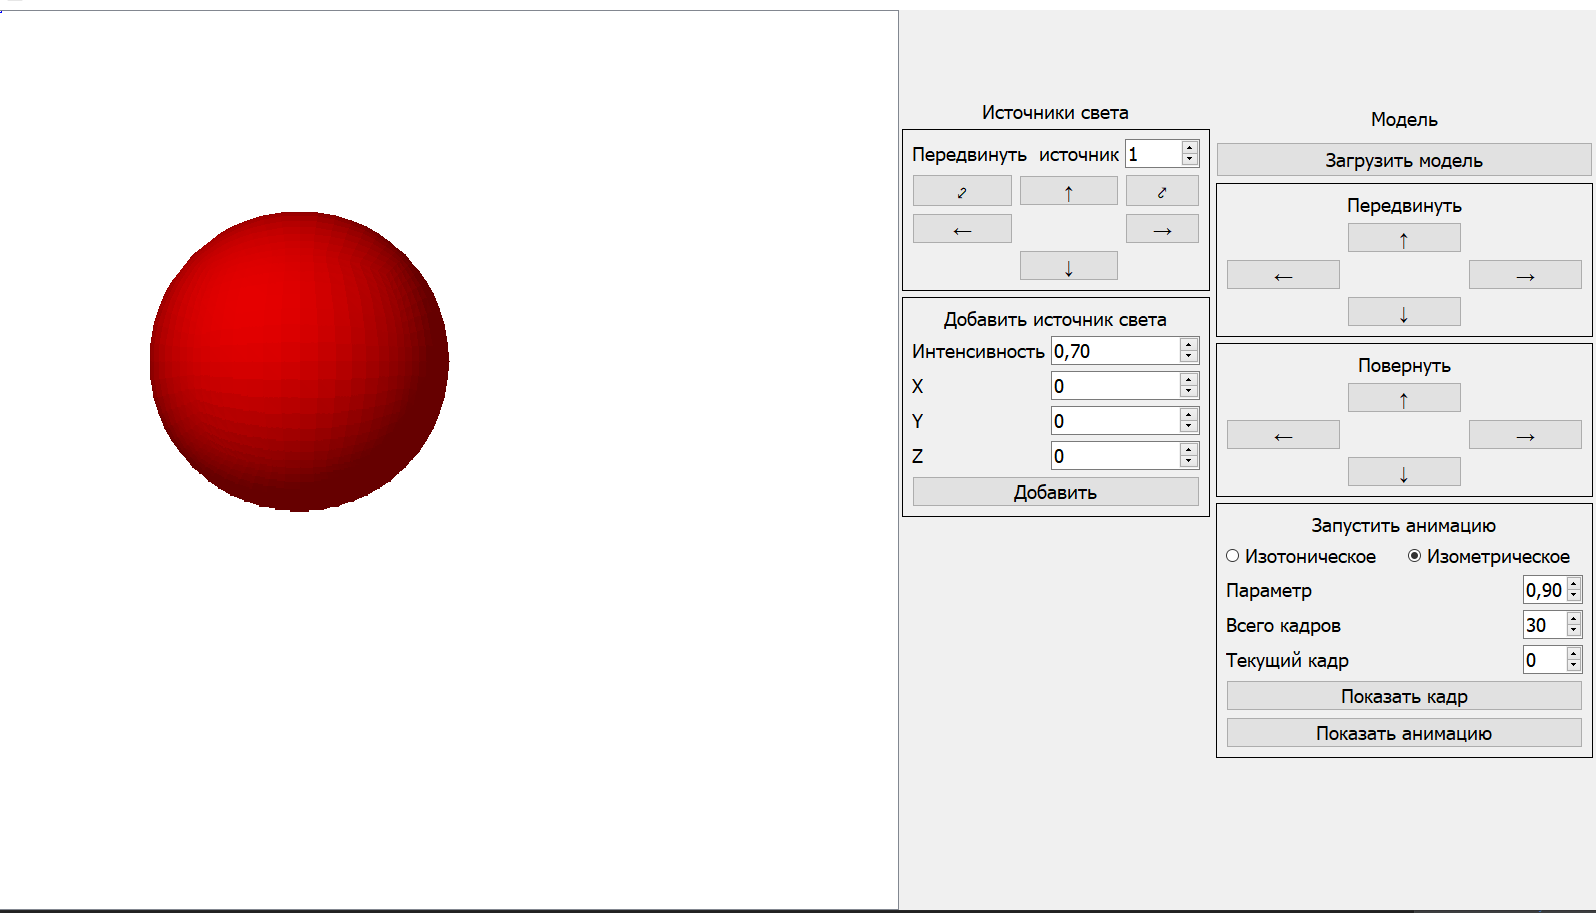 Источники света
Передвинуть источник 1
↑
← →
↓
Добавить источник света
Интенсивность 0,70
X 0
Y 0
Z 0
Добавить
Модель
Загрузить модель
Передвинуть
↑
← →
↓
Повернуть
↑
← →
↓
Запустить анимацию
Изотоническое Изометрическое
Параметр 0,90
Всего кадров 30
Текущий кадр 0
Показать кадр
Показать анимацию